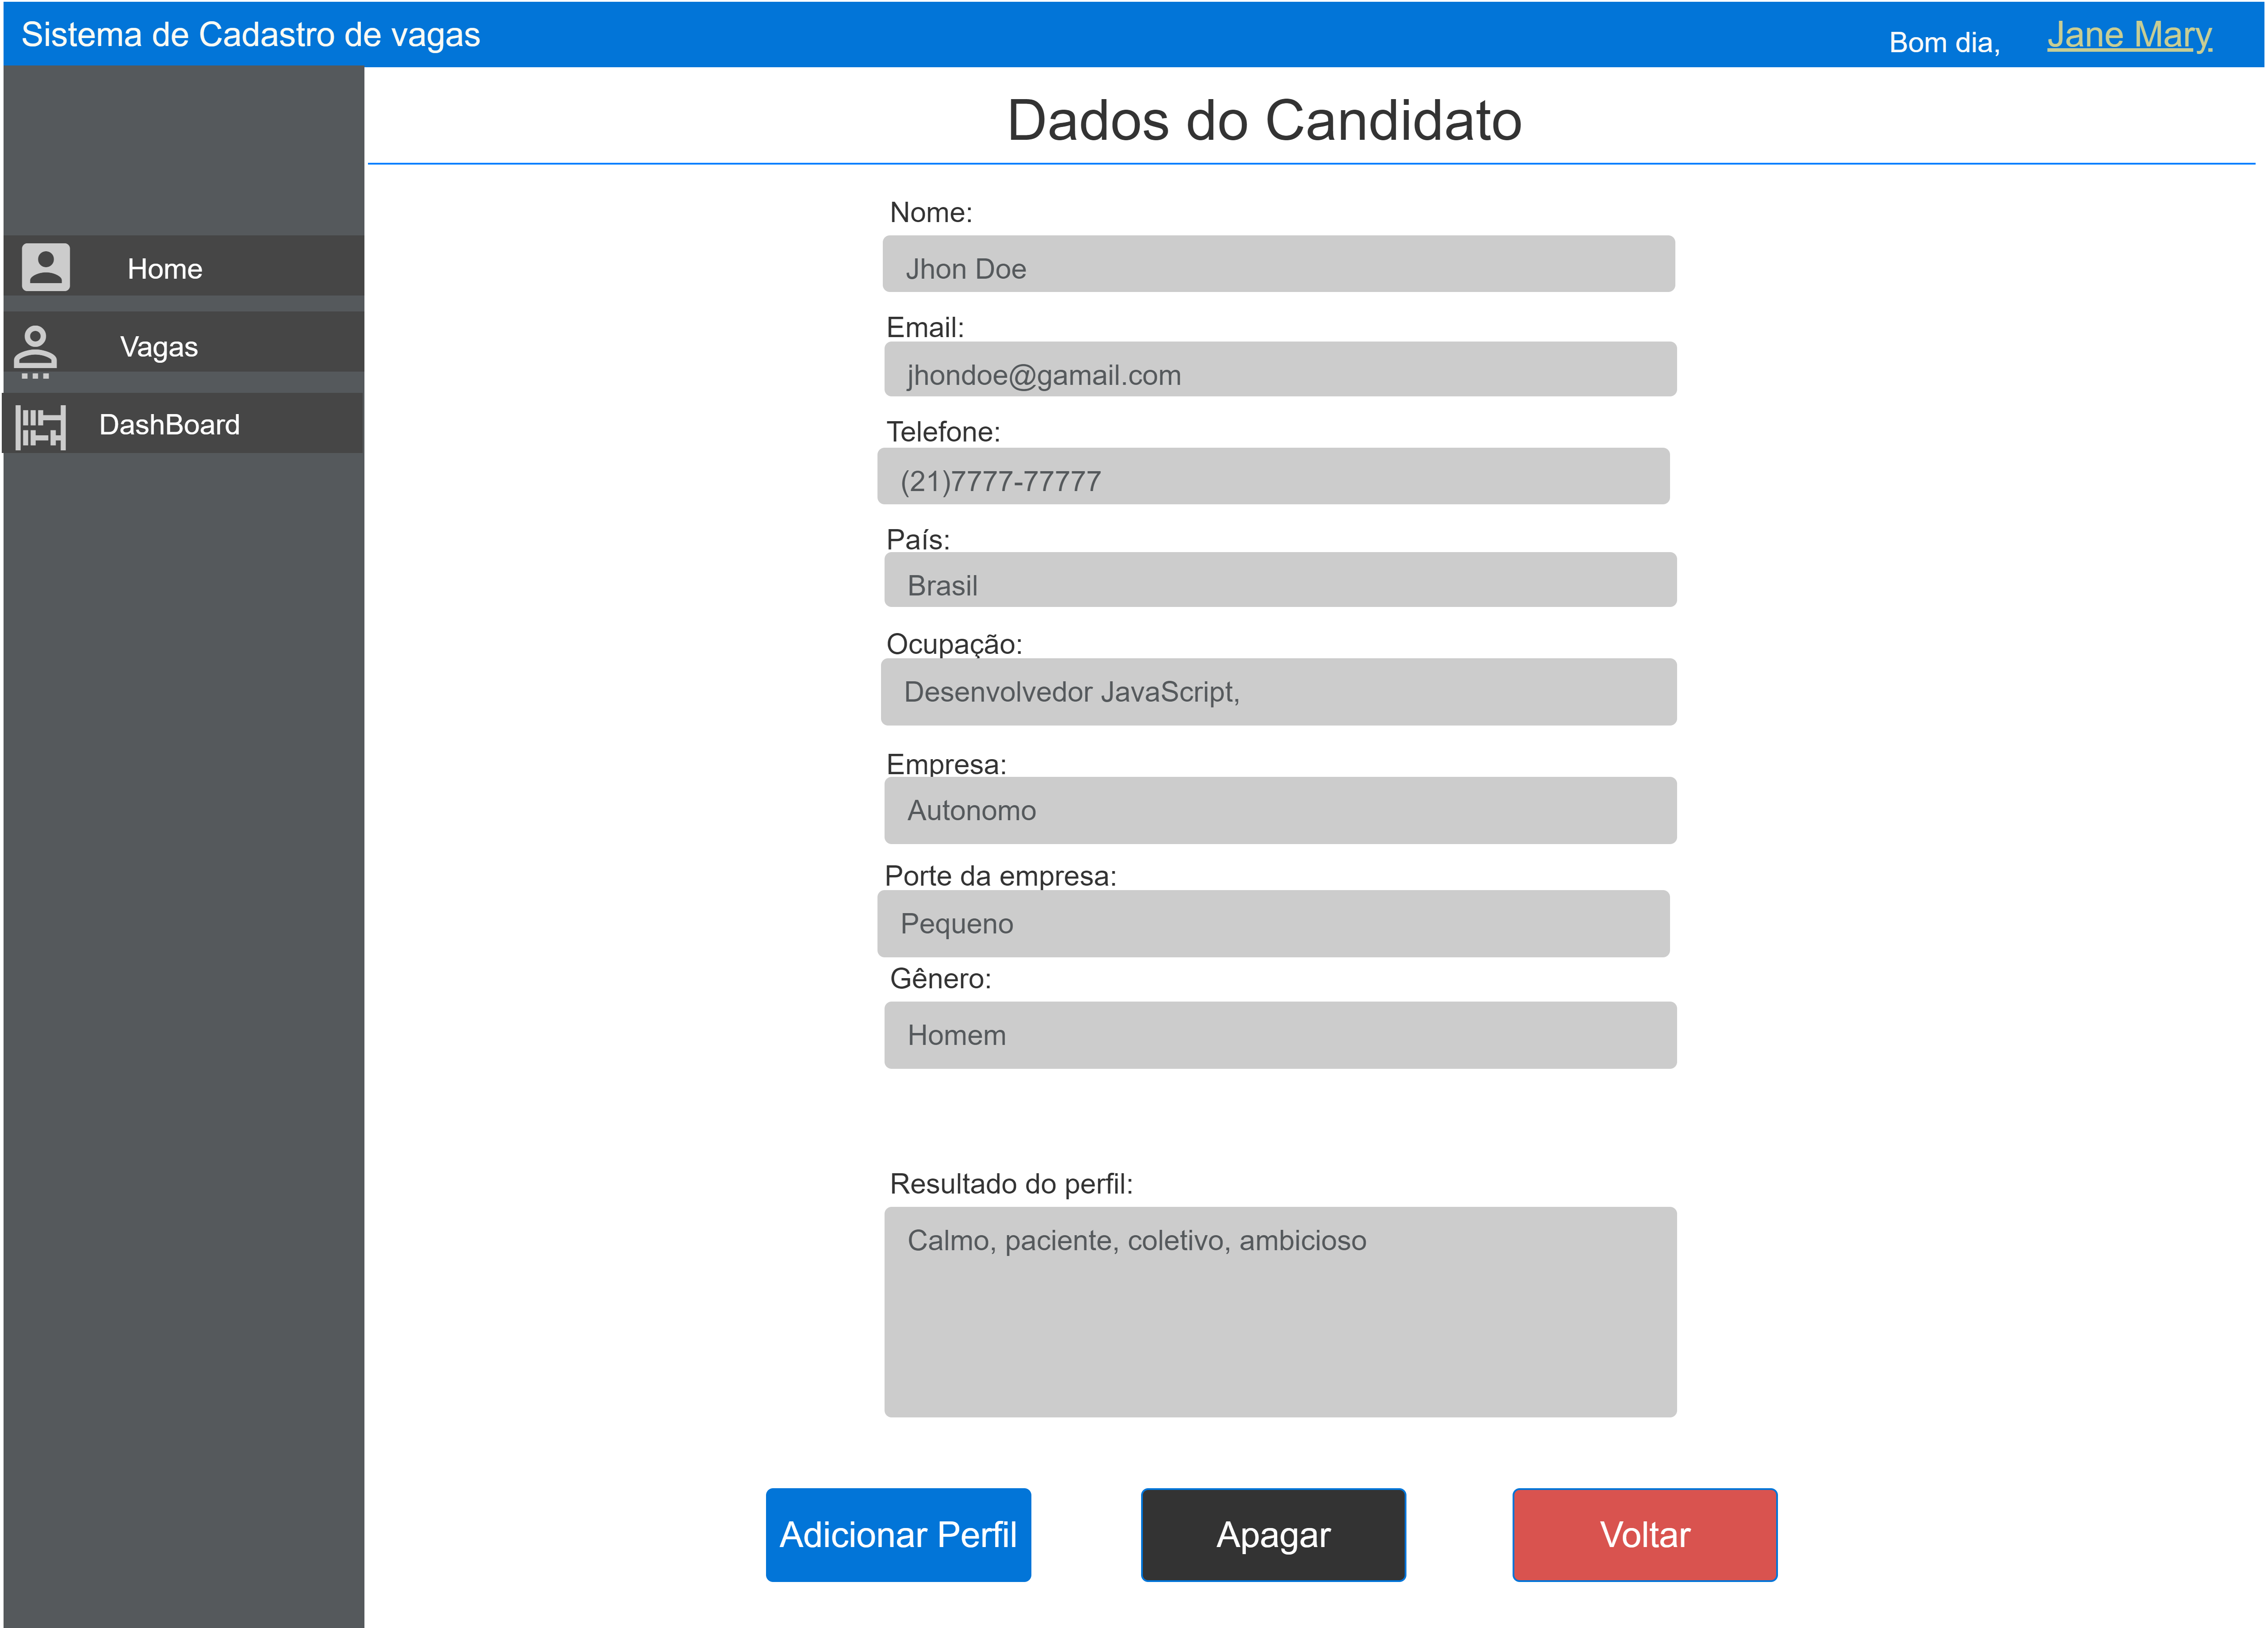 Sistema de Cadastro de vagas
Bom dia, Jane Mary
Home
Vagas
DashBoard
Dados do Candidato
Nome:
Jhon Doe
Email:
jhondoe@gamail.com
Telefone:
(21)7777-77777
País:
Brasil
Ocupação:
Desenvolvedor JavaScript,
Empresa:
Autonomo
Porte da empresa:
Pequeno
Gênero:
Homem
Resultado do perfil:
Calmo, paciente, coletivo, ambicioso
Adicionar Perfil
Apagar
Voltar